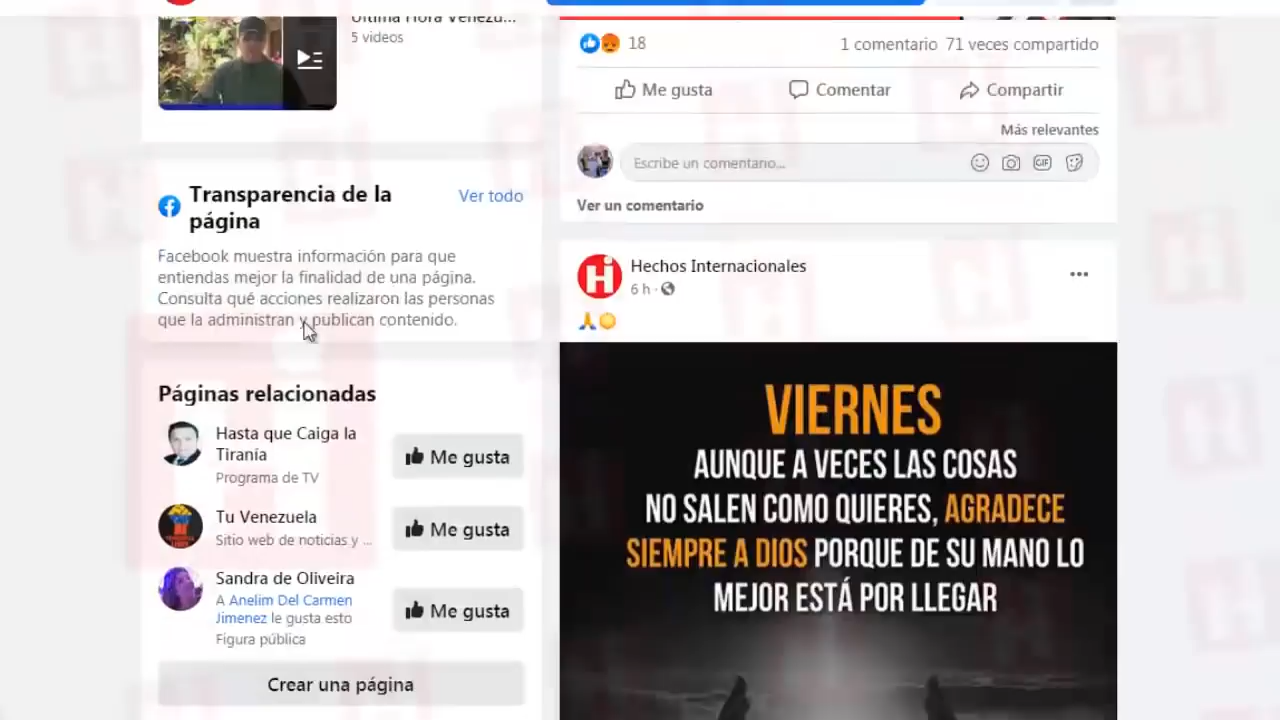 Última Hora Venezu...
5 videos
Transparencia de la
página
Ver todo
Facebook muestra información para que
entiendas mejor la finalidad de una página.
Consulta qué acciones realizaron las personas
que la administran y publican contenido.
Páginas relacionadas
Hasta que Caiga la
Tiranía
Programa de TV
Me gusta
Tu Venezuela
Sitio web de noticias y ...
Me gusta
Sandra de Oliveira
A Anelim Del Carmen
Jimenez le gusta esto
Figura pública
Me gusta
Crear una página
18
1 comentario 71 veces compartido
Me gusta
Comentar
Compartir
Más relevantes
Escribe un comentario...
GIF
Ver un comentario
Hechos Internacionales
6 h ·
VIERNES
AUNQUE A VECES LAS COSAS
NO SALEN COMO QUIERES, AGRADECE
SIEMPRE A DIOS PORQUE DE SU MANO LO
MEJOR ESTÁ POR LLEGAR